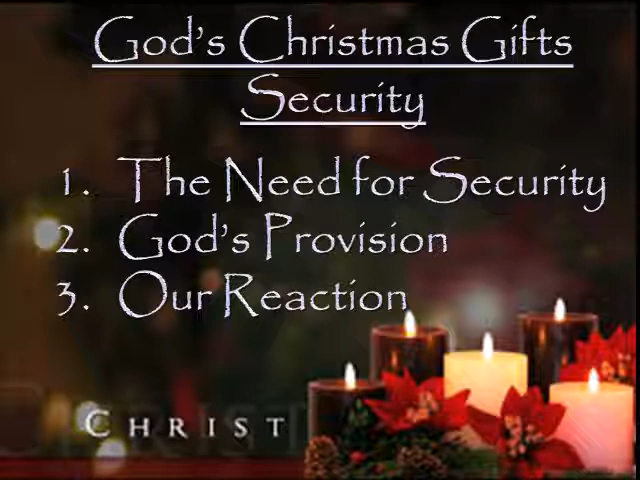 God's Christmas Gifts
Security
1. The Need for Security
2. God's Provision
3. Our Reaction
CHRIST